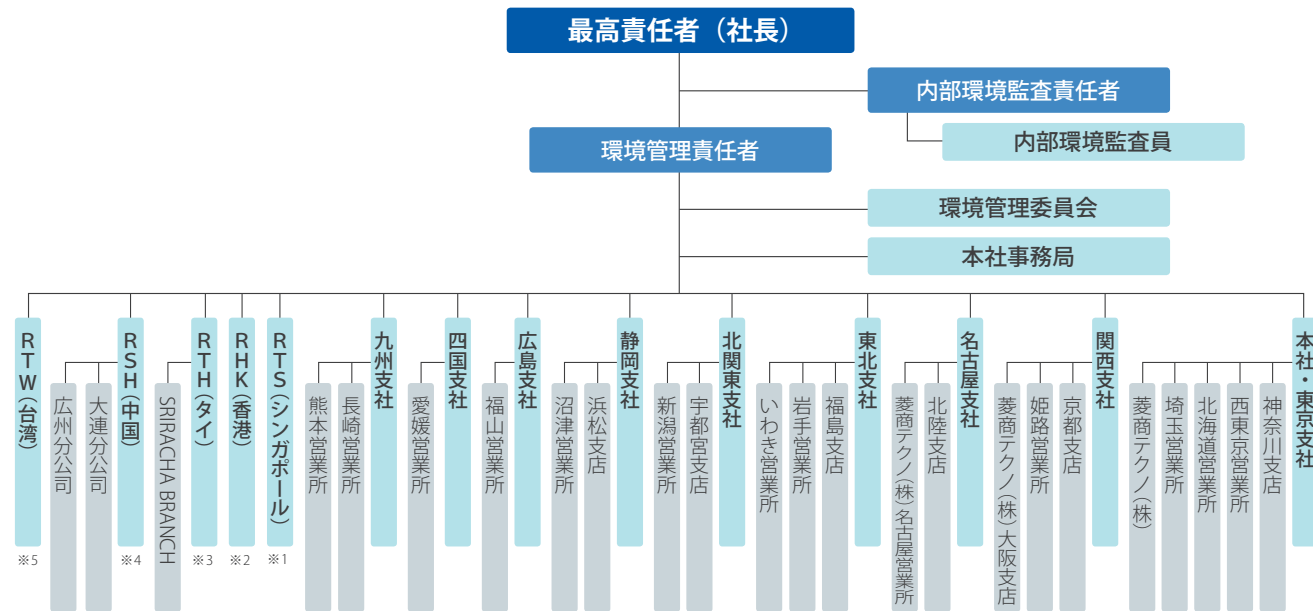 最高責任者（社長）
内部環境監査責任者
内部環境監査員
環境管理責任者
環境管理委員会
本社事務局
本社・東京支社
神奈川支店
西東京営業所
北海道営業所
埼玉営業所
菱商テクノ(株)
関西支社
京都支店
姫路営業所
菱商テクノ(株)大阪支店
名古屋支社
北陸支店
菱商テクノ(株)名古屋営業所
東北支社
福島支店
岩手営業所
いわき営業所
北関東支社
宇都宮支店
新潟営業所
静岡支社
浜松支店
沼津営業所
広島支社
福山営業所
四国支社
愛媛営業所
九州支社
長崎営業所
熊本営業所
RTS(シンガポール)
※1
RHK(香港)
※2
RTH(タイ)
※3
SRIRACHA BRANCH
RSH(中国)
※4
大連分公司
広州分公司
RTW(台湾)
※5